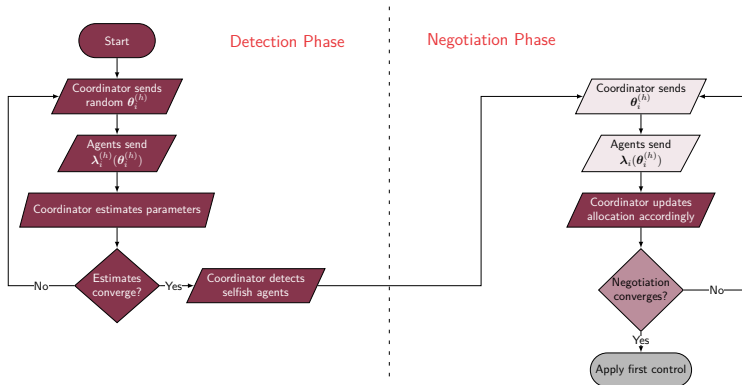 Detection Phase
Negotiation Phase
Start
Coordinator sends
random θ_i^(h)
Agents send
λ_i^(h)(θ_i^(h))
Coordinator estimates parameters
Estimates
converge?
No
Yes
Coordinator detects
selfish agents
Coordinator sends
θ_i^(h)
Agents send
λ_i(θ_i^(h))
Coordinator updates
allocation accordingly
Negotiation
converges?
No
Yes
Apply first control